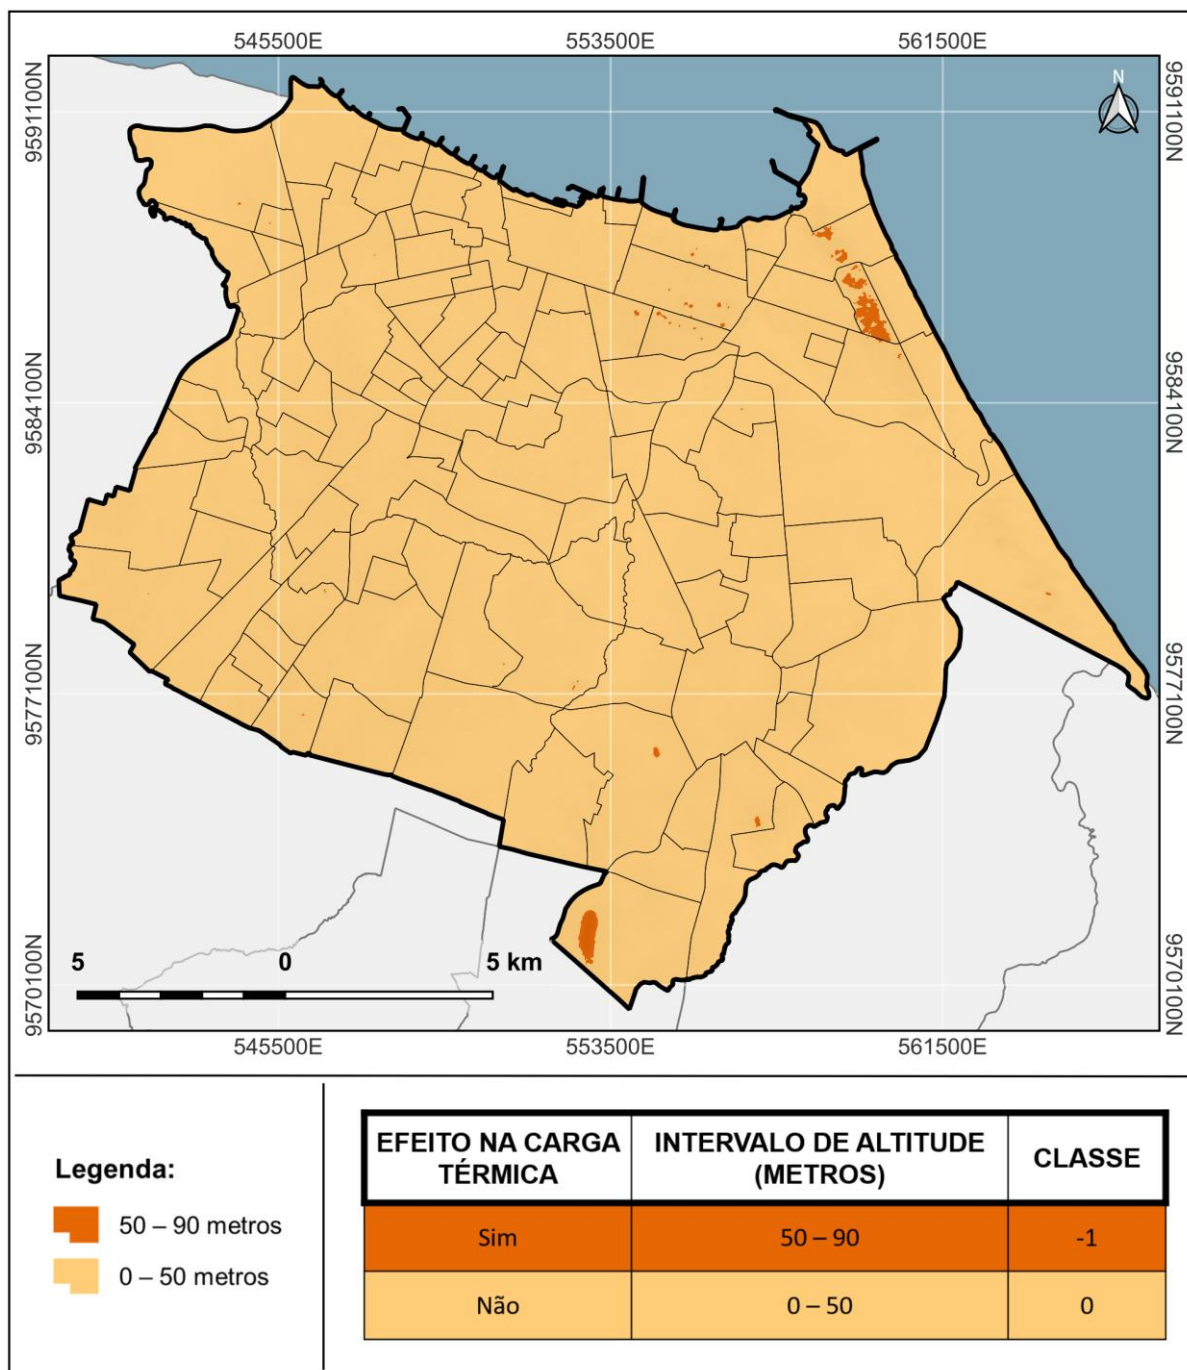 545500E 553500E 561500E
9591100N 9591100N
N
9584100N 9584100N
9577100N 9577100N
5 0 5 km
9570100N 9570100N
545500E 553500E 561500E
Legenda:
50 – 90 metros
0 – 50 metros
EFEITO NA CARGA TÉRMICA
INTERVALO DE ALTITUDE (METROS)
CLASSE
Sim 50 – 90 -1
Não 0 – 50 0